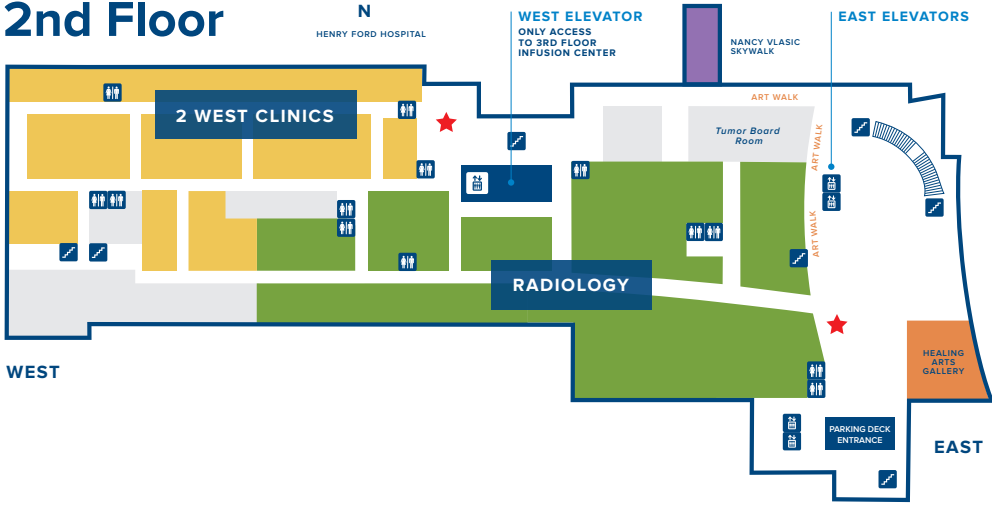 2nd Floor
N
HENRY FORD HOSPITAL
WEST ELEVATOR
ONLY ACCESS
TO 3RD FLOOR
INFUSION CENTER
NANCY VLASIC
SKYWALK
EAST ELEVATORS
2 WEST CLINICS
ART WALK
Tumor Board
Room
ART WALK
ART WALK
RADIOLOGY
HEALING
ARTS
GALLERY
WEST
PARKING DECK
ENTRANCE
EAST